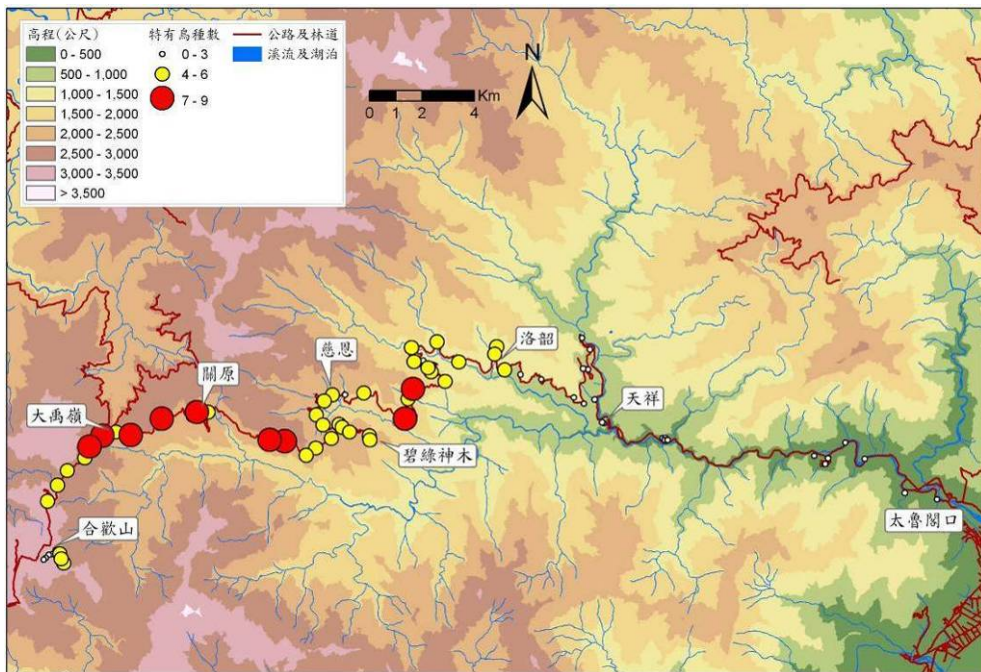 高程(公尺)
0 - 500
500 - 1,000
1,000 - 1,500
1,500 - 2,000
2,000 - 2,500
2,500 - 3,000
3,000 - 3,500
> 3,500
特有鳥種數
0 - 3
4 - 6
7 - 9
公路及林道
溪流及湖泊
N
Km
0 1 2 4
洛韶
慈恩
關原
大禹嶺
天祥
碧綠神木
太魯閣口
合歡山